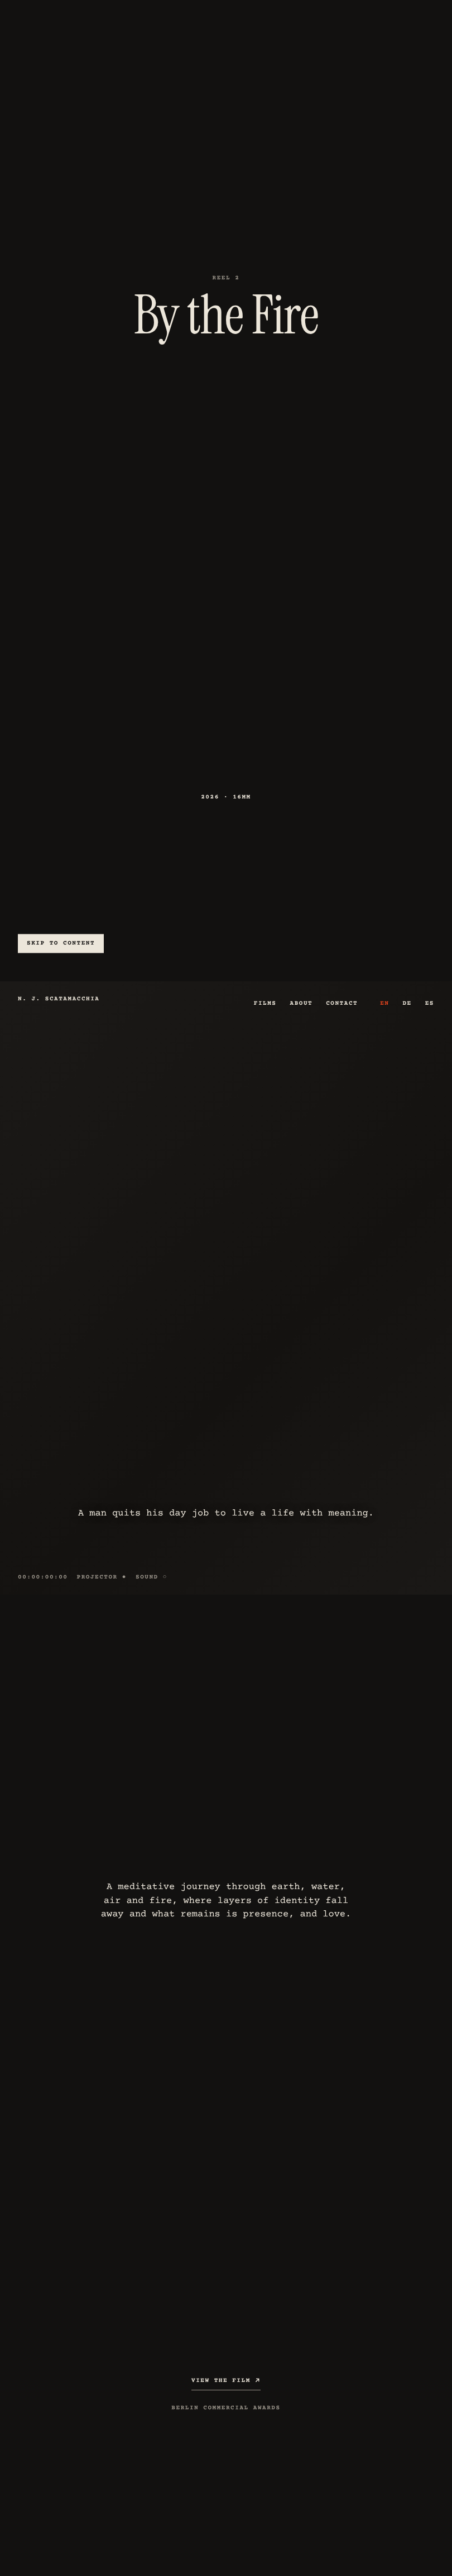 REEL 2
By the Fire
2026 · 16MM
SKIP TO CONTENT
N. J. SCATAMACCHIA
FILMS ABOUT CONTACT EN DE ES
A man quits his day job to live a life with meaning.
00:00:00:00 PROJECTOR ● SOUND ○
A meditative journey through earth, water,
air and fire, where layers of identity fall
away and what remains is presence, and love.
VIEW THE FILM ↗
BERLIN COMMERCIAL AWARDS